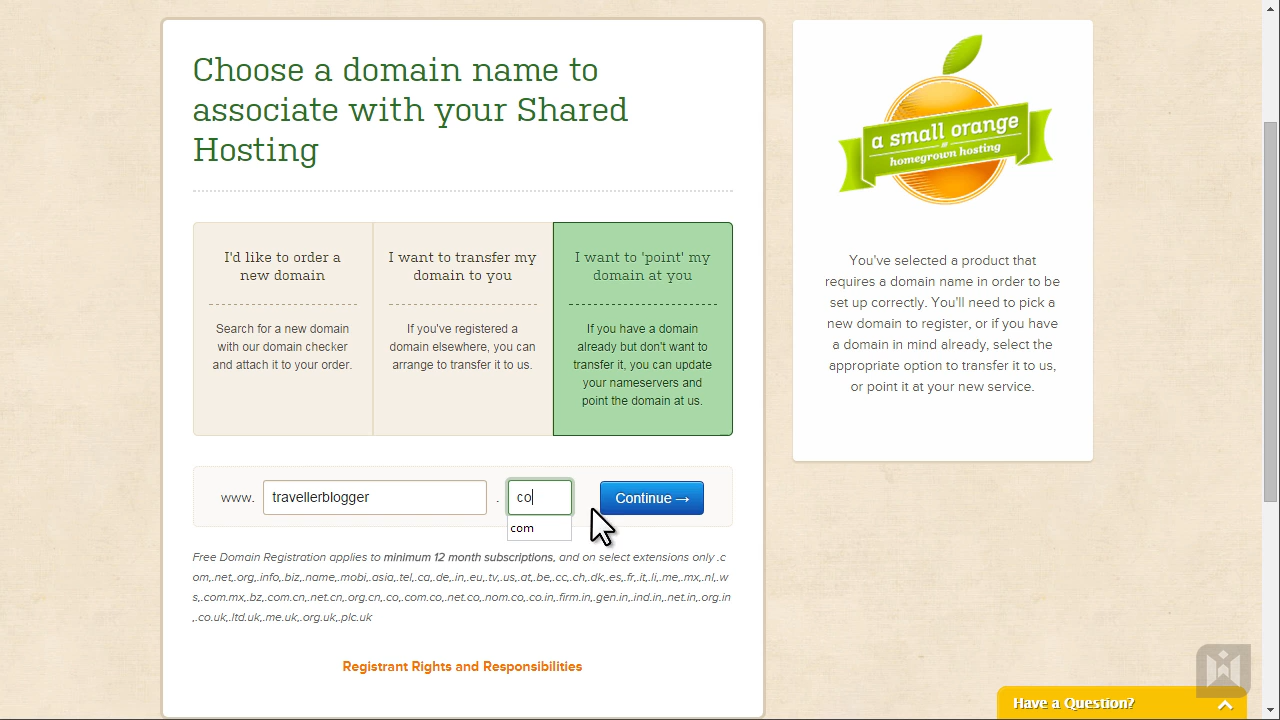 Choose a domain name to
associate with your Shared
Hosting
I'd like to order a
new domain
Search for a new domain
with our domain checker
and attach it to your order.
I want to transfer my
domain to you
If you've registered a
domain elsewhere, you can
arrange to transfer it to us.
I want to 'point' my
domain at you
If you have a domain
already but don't want to
transfer it, you can update
your nameservers and
point the domain at us.
www. travellerblogger . co Continue →
com
Free Domain Registration applies to minimum 12 month subscriptions, and on select extensions only .c
om,.net,.org,.info,.biz,.name,.mobi,.asia,.tel,.ca,.de,.in,.eu,.tv,.us,.at,.be,.cc,.ch,.dk,.es,.fr,.it,.li,.me,.mx,.nl,.w
s,.com.mx,.bz,.com.cn,.net.cn,.org.cn,.co,.com.co,.net.co,.nom.co,.co.in,.firm.in,.gen.in,.ind.in,.net.in,.org.in
,.co.uk,.ltd.uk,.me.uk,.org.uk,.plc.uk
Registrant Rights and Responsibilities
a small orange
homegrown hosting
You've selected a product that
requires a domain name in order to be
set up correctly. You'll need to pick a
new domain to register, or if you have
a domain in mind already, select the
appropriate option to transfer it to us,
or point it at your new service.
Have a Question?